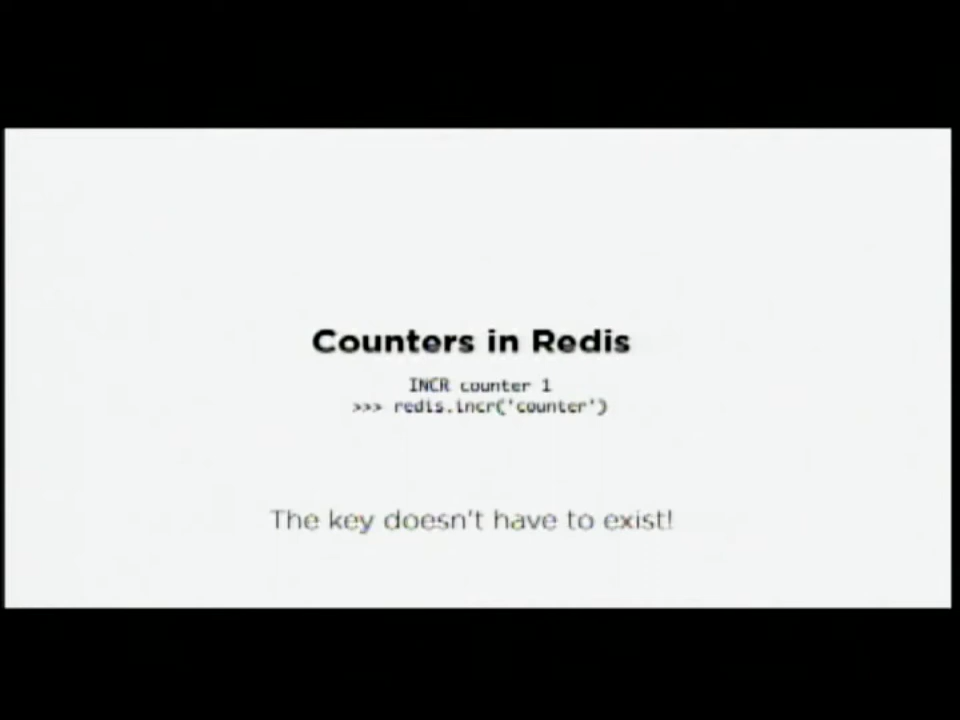 Counters in Redis
INCR counter 1
>>> redis.incr('counter')
The key doesn't have to exist!